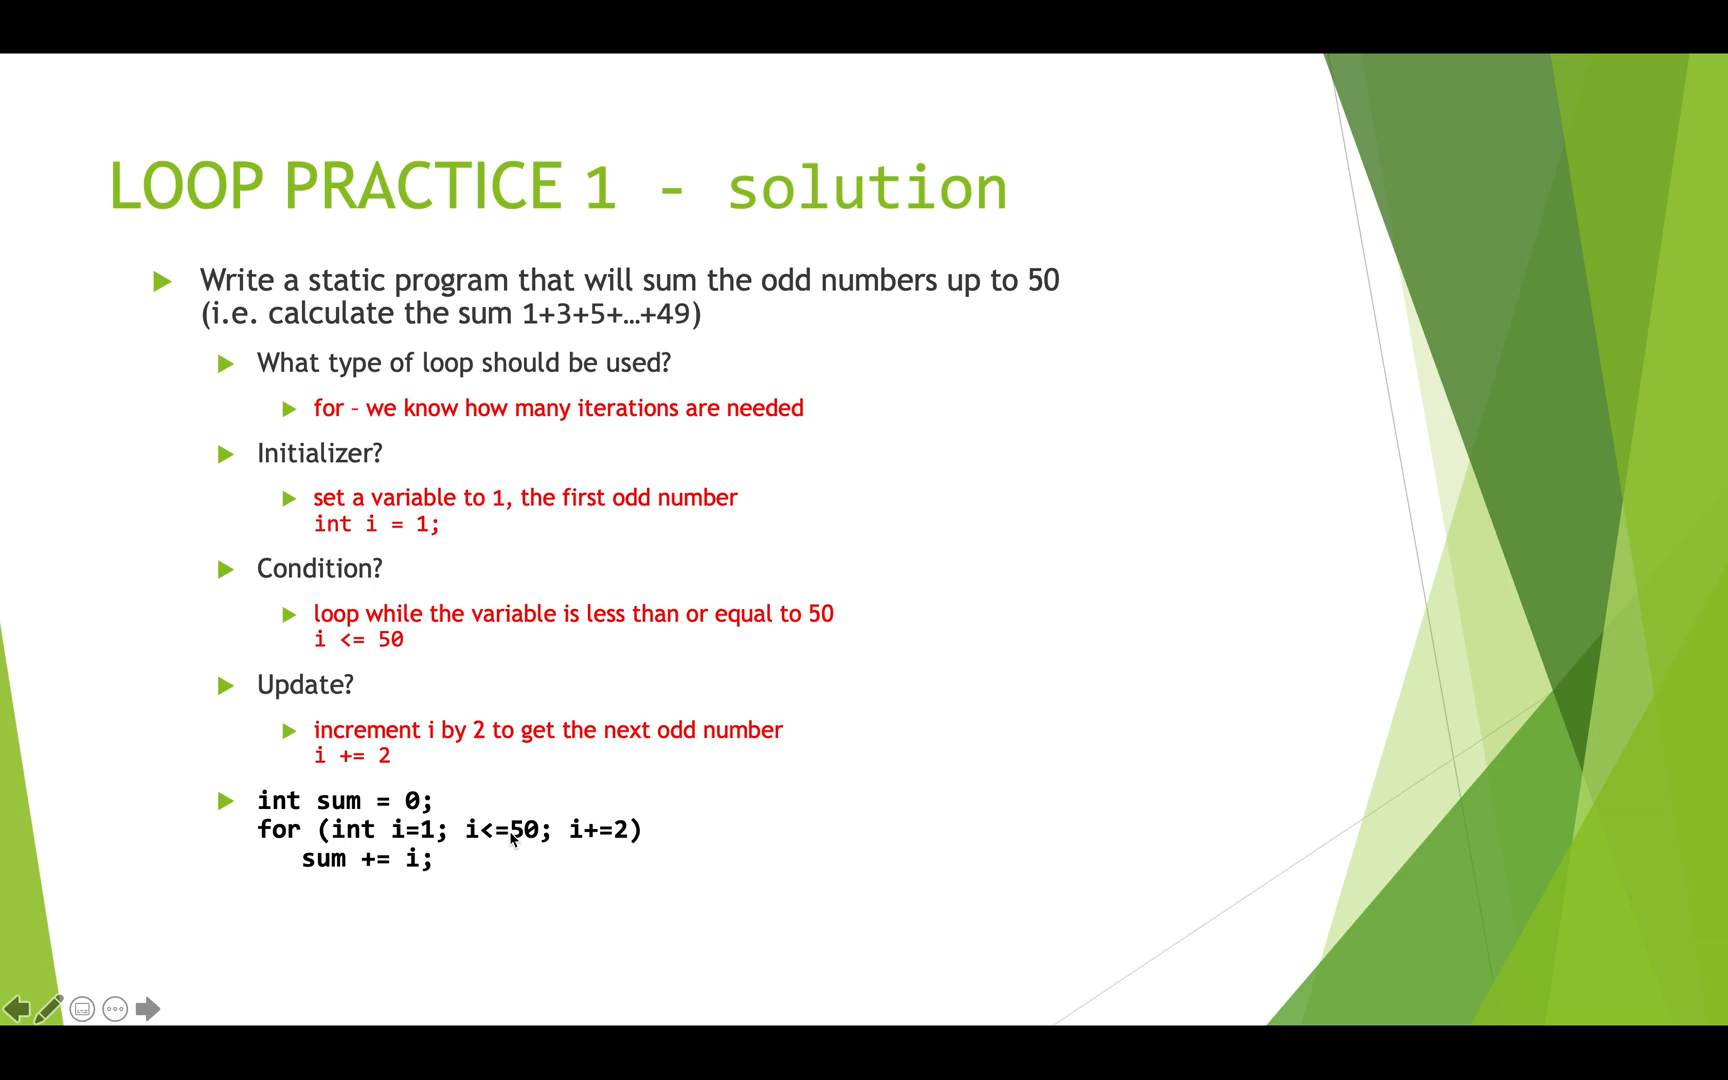 LOOP PRACTICE 1 - solution
Write a static program that will sum the odd numbers up to 50
(i.e. calculate the sum 1+3+5+…+49)
What type of loop should be used?
for – we know how many iterations are needed
Initializer?
set a variable to 1, the first odd number
int i = 1;
Condition?
loop while the variable is less than or equal to 50
i <= 50
Update?
increment i by 2 to get the next odd number
i += 2
int sum = 0;
for (int i=1; i<=50; i+=2)
sum += i;